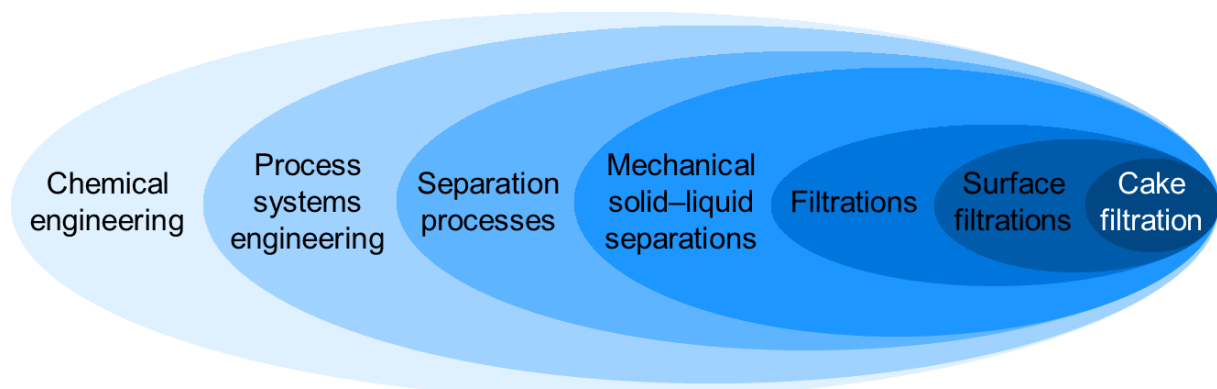 Chemical
engineering
Process
systems
engineering
Separation
processes
Mechanical
solid–liquid
separations
Filtrations
Surface
filtrations
Cake
filtration